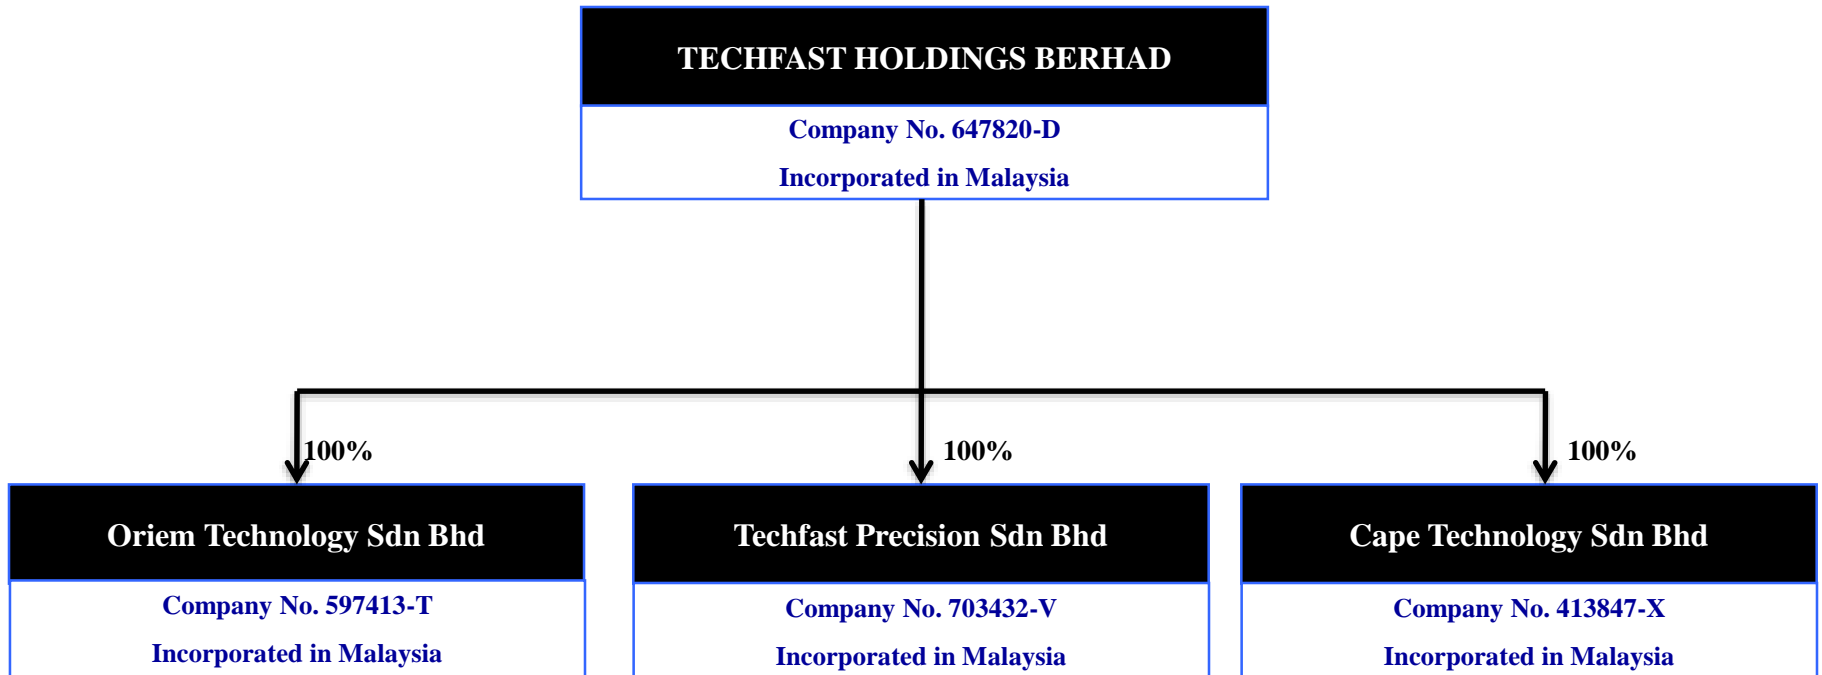 TECHFAST HOLDINGS BERHAD
Company No. 647820-D
Incorporated in Malaysia
100%
100%
100%
Oriem Technology Sdn Bhd
Company No. 597413-T
Incorporated in Malaysia
Techfast Precision Sdn Bhd
Company No. 703432-V
Incorporated in Malaysia
Cape Technology Sdn Bhd
Company No. 413847-X
Incorporated in Malaysia